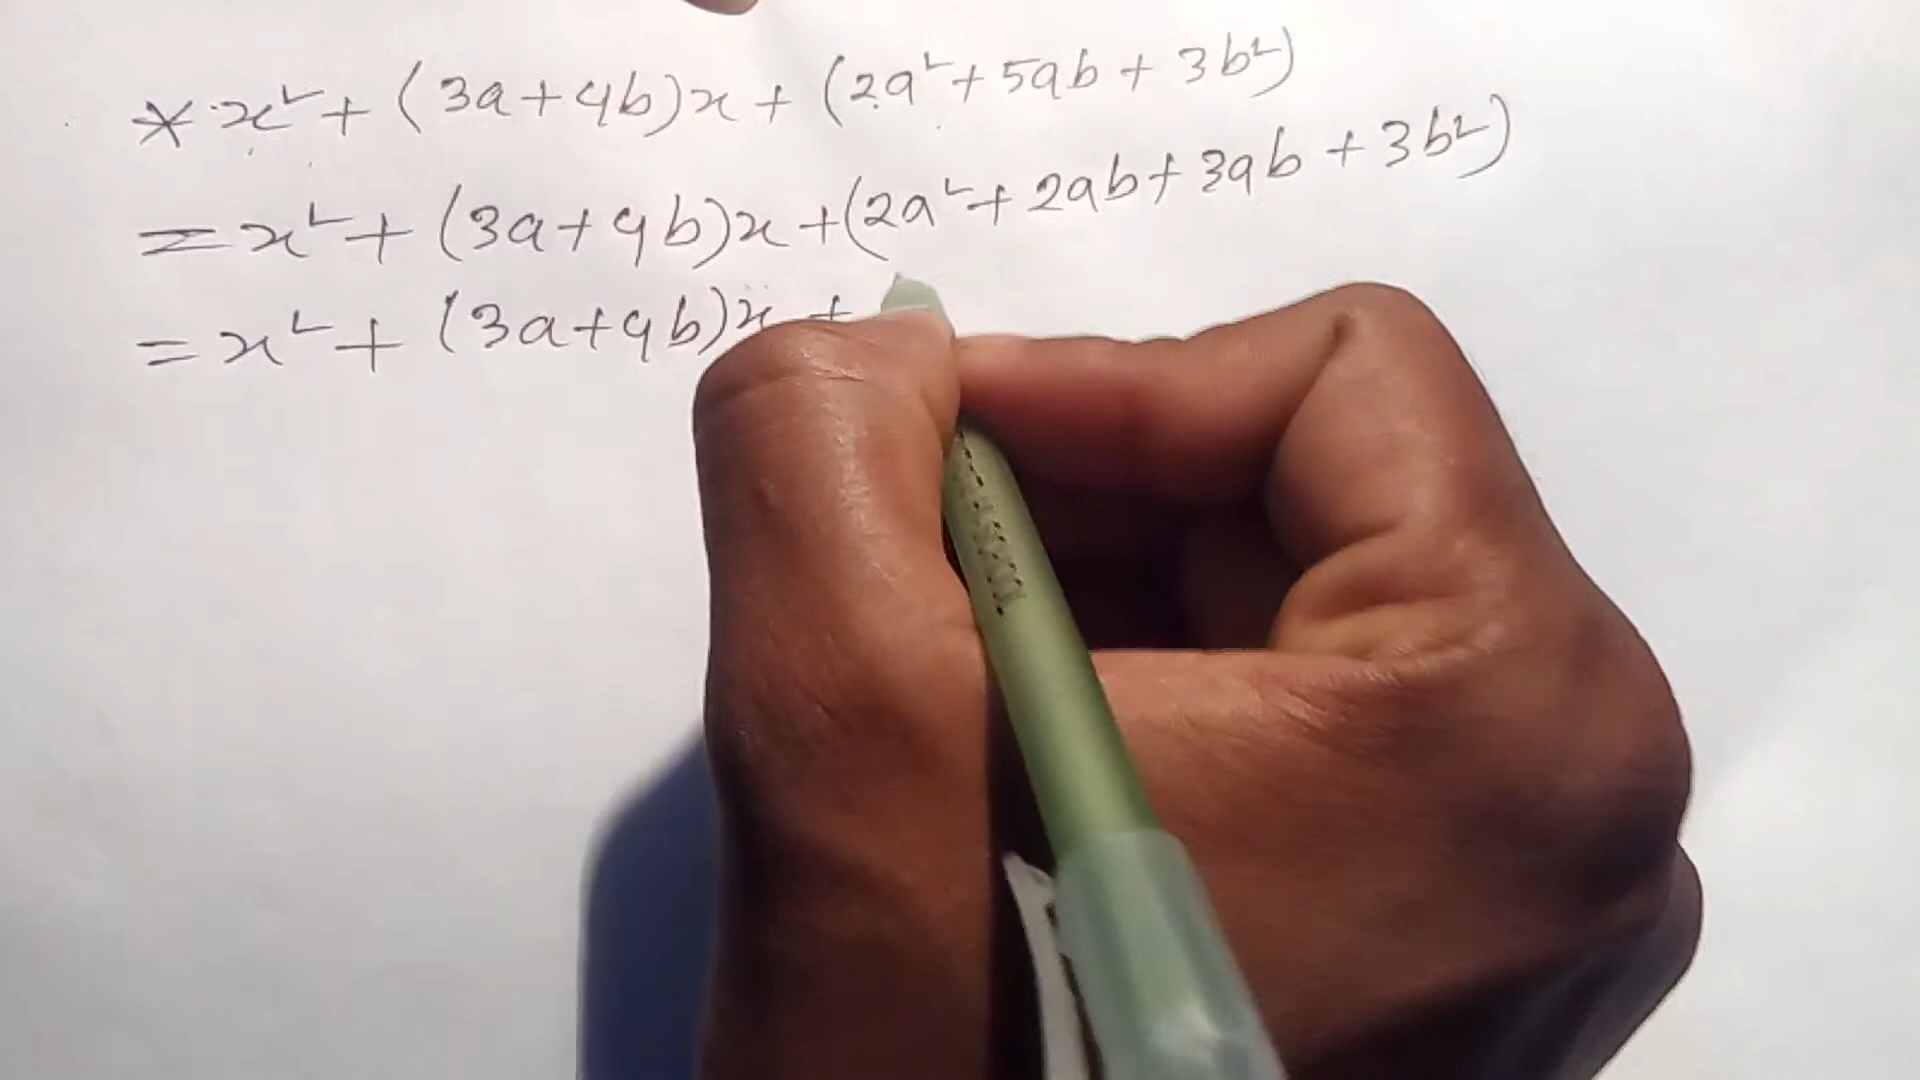 * x² + (3a+4b)x + (2a² + 5ab + 3b²)
= x² + (3a+4b)x + (2a² + 2ab + 3ab + 3b²)
= x² + (3a+4b)x +